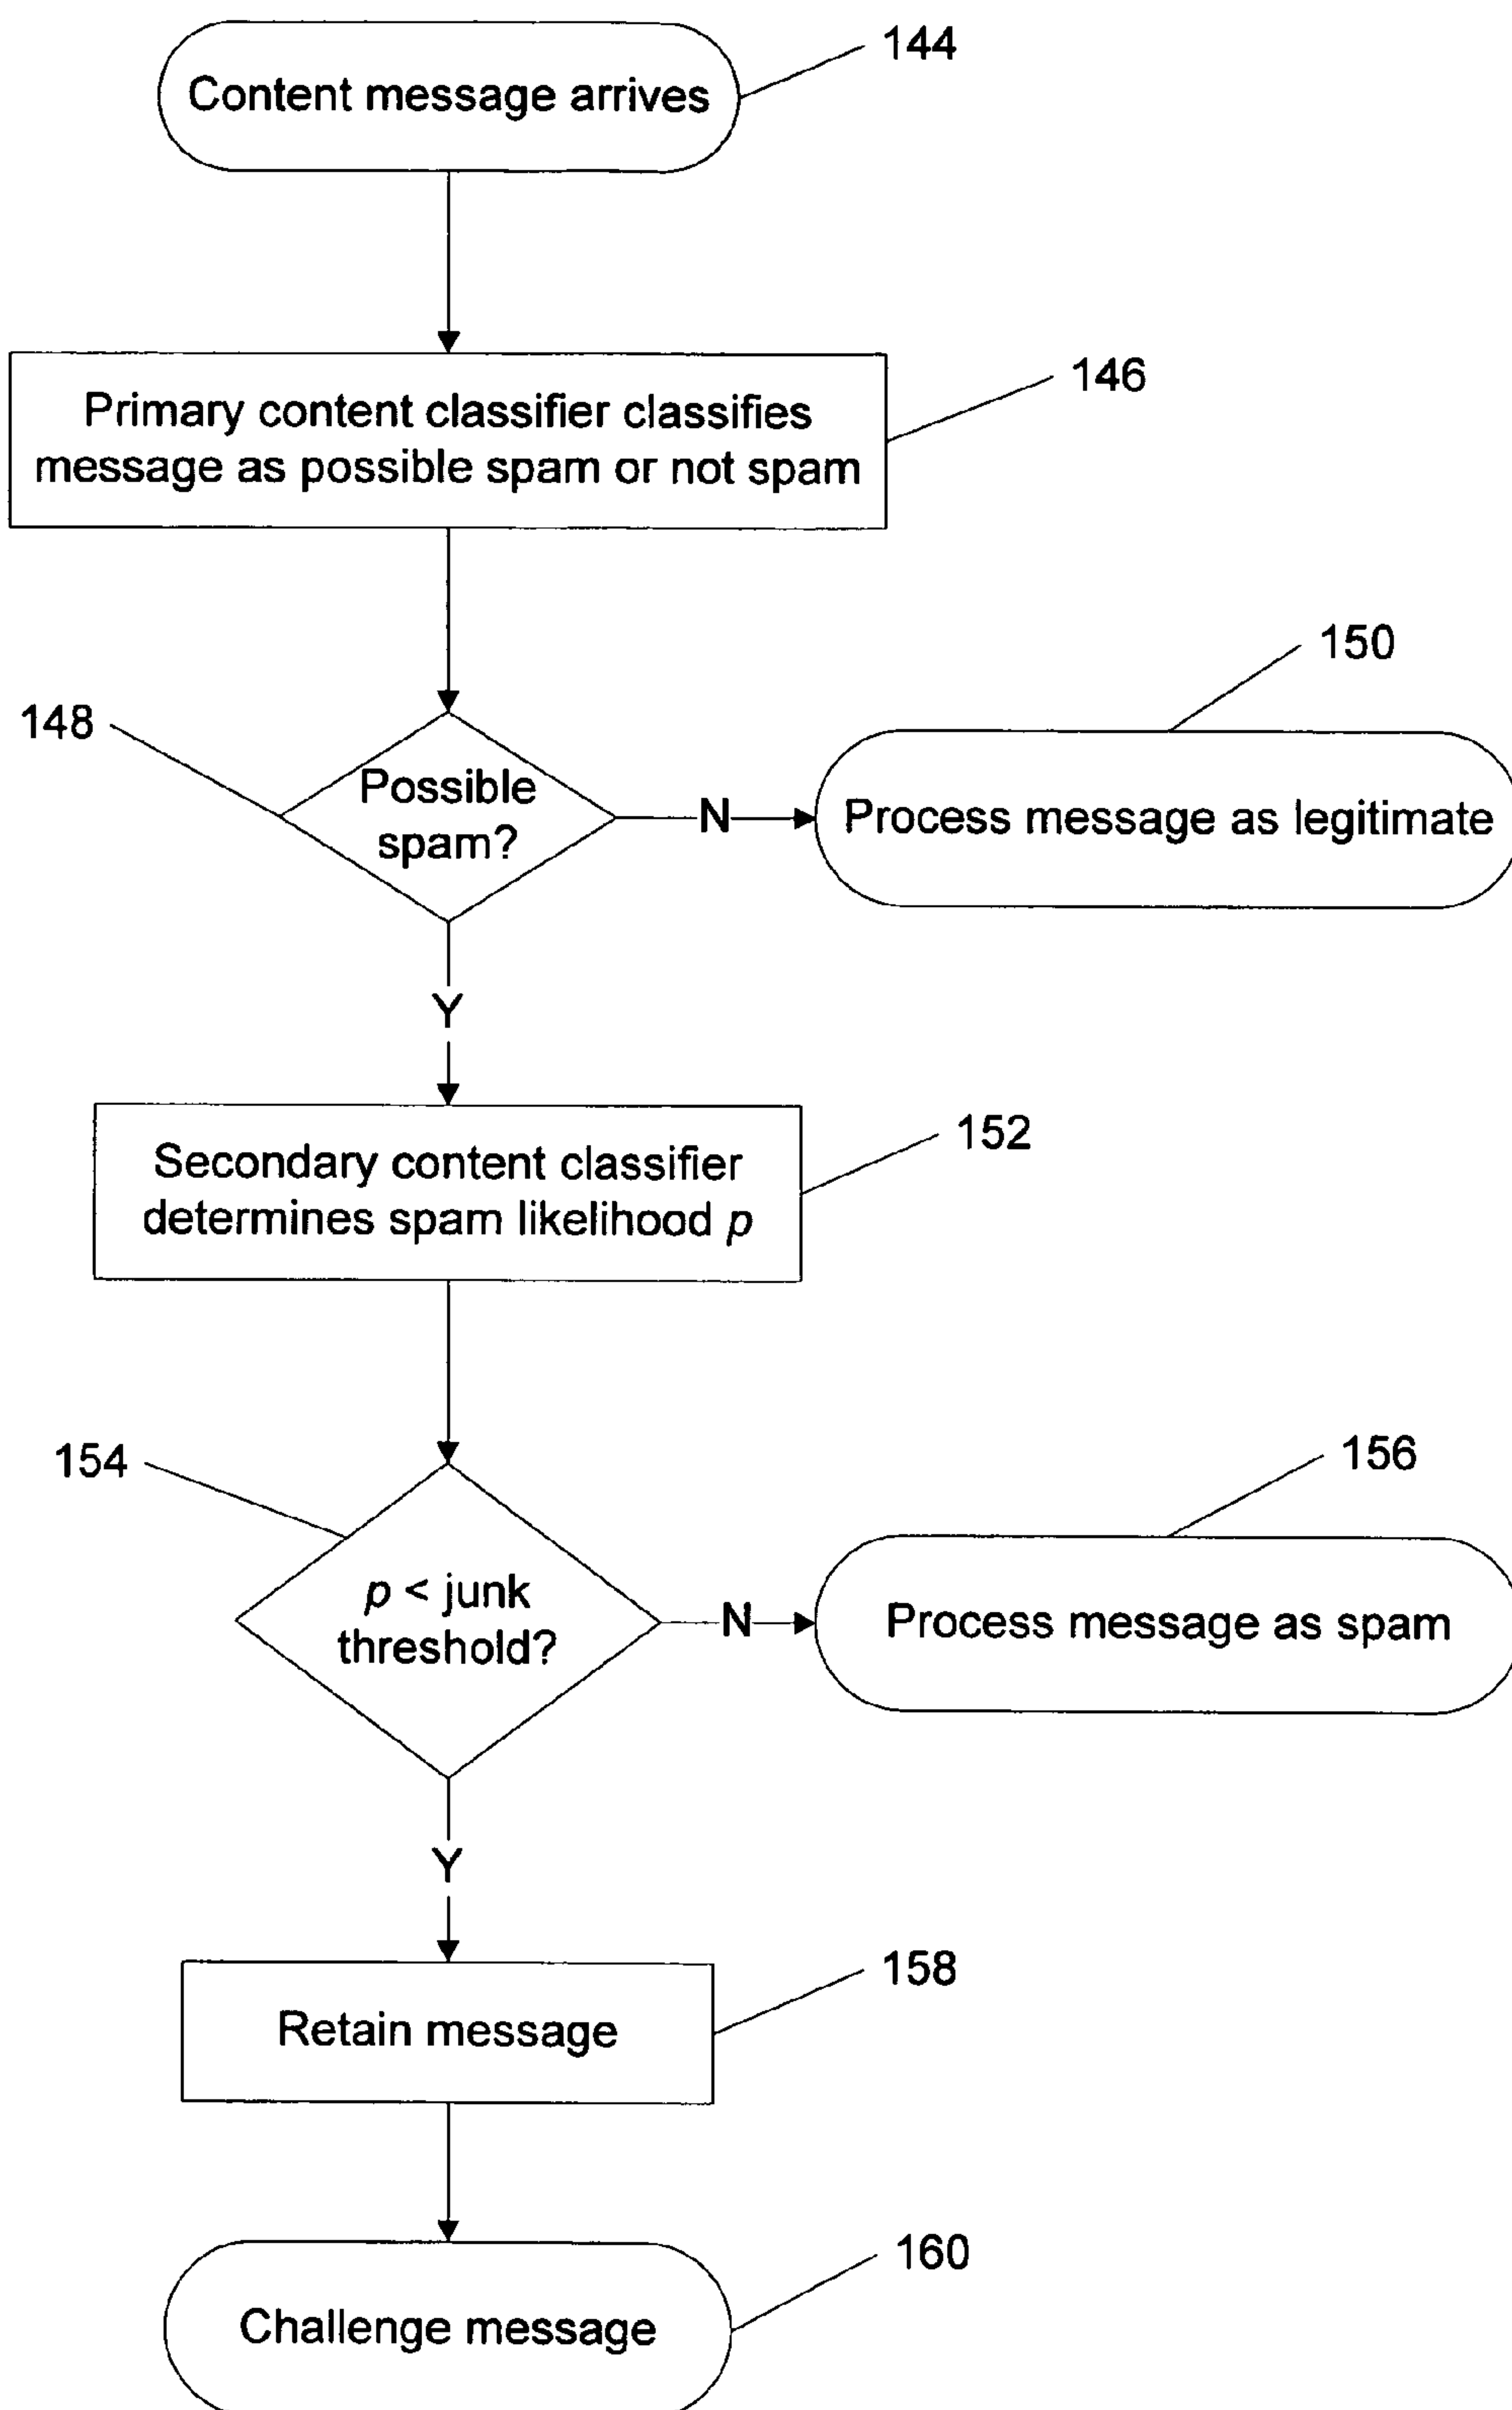 Content message arrives
144
Primary content classifier classifies
message as possible spam or not spam
146
148
Possible
spam?
N
150
Process message as legitimate
Y
Secondary content classifier
determines spam likelihood p
152
154
p < junk
threshold?
N
156
Process message as spam
Y
Retain message
158
Challenge message
160